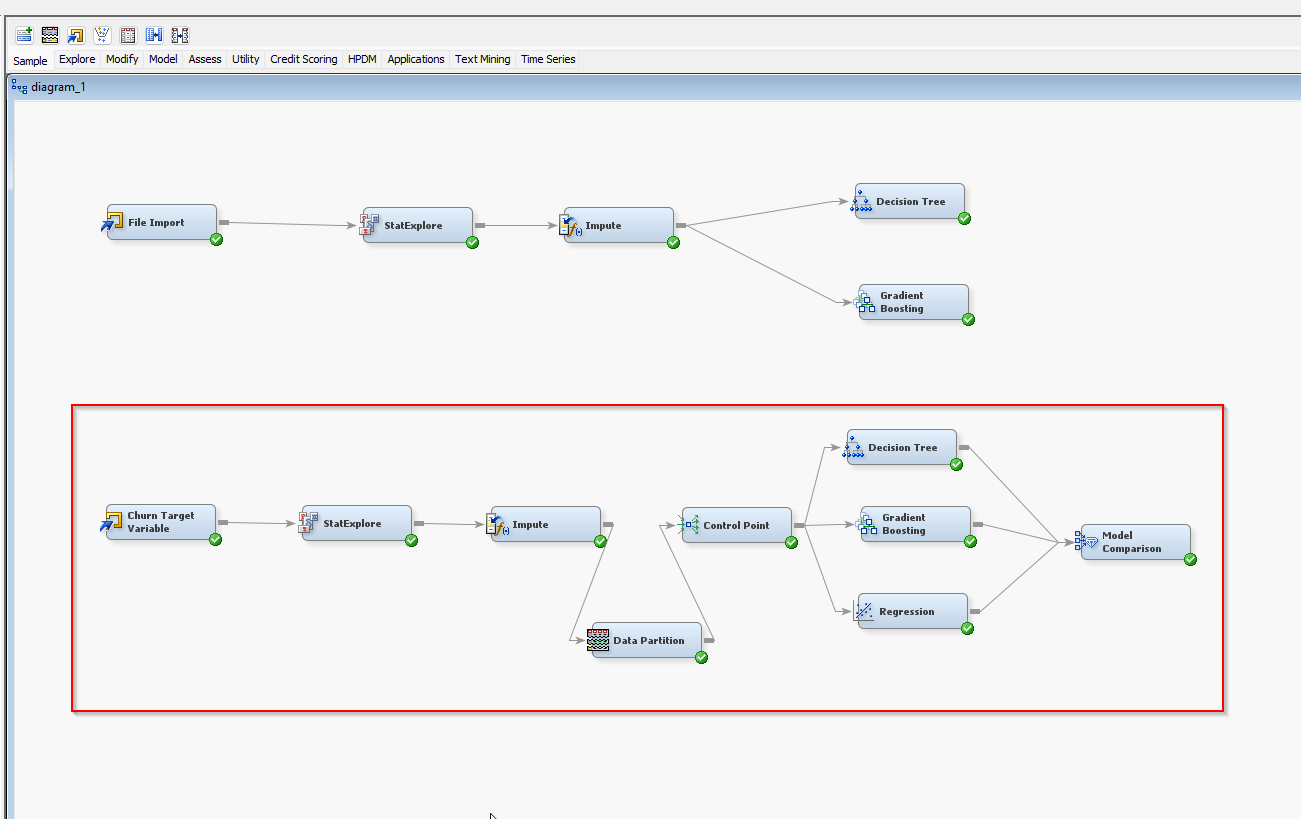 Sample Explore Modify Model Assess Utility Credit Scoring HPDM Applications Text Mining Time Series
diagram_1
File Import
StatExplore
Impute
Decision Tree
Gradient
Boosting
Churn Target
Variable
StatExplore
Impute
Data Partition
Control Point
Decision Tree
Gradient
Boosting
Regression
Model
Comparison